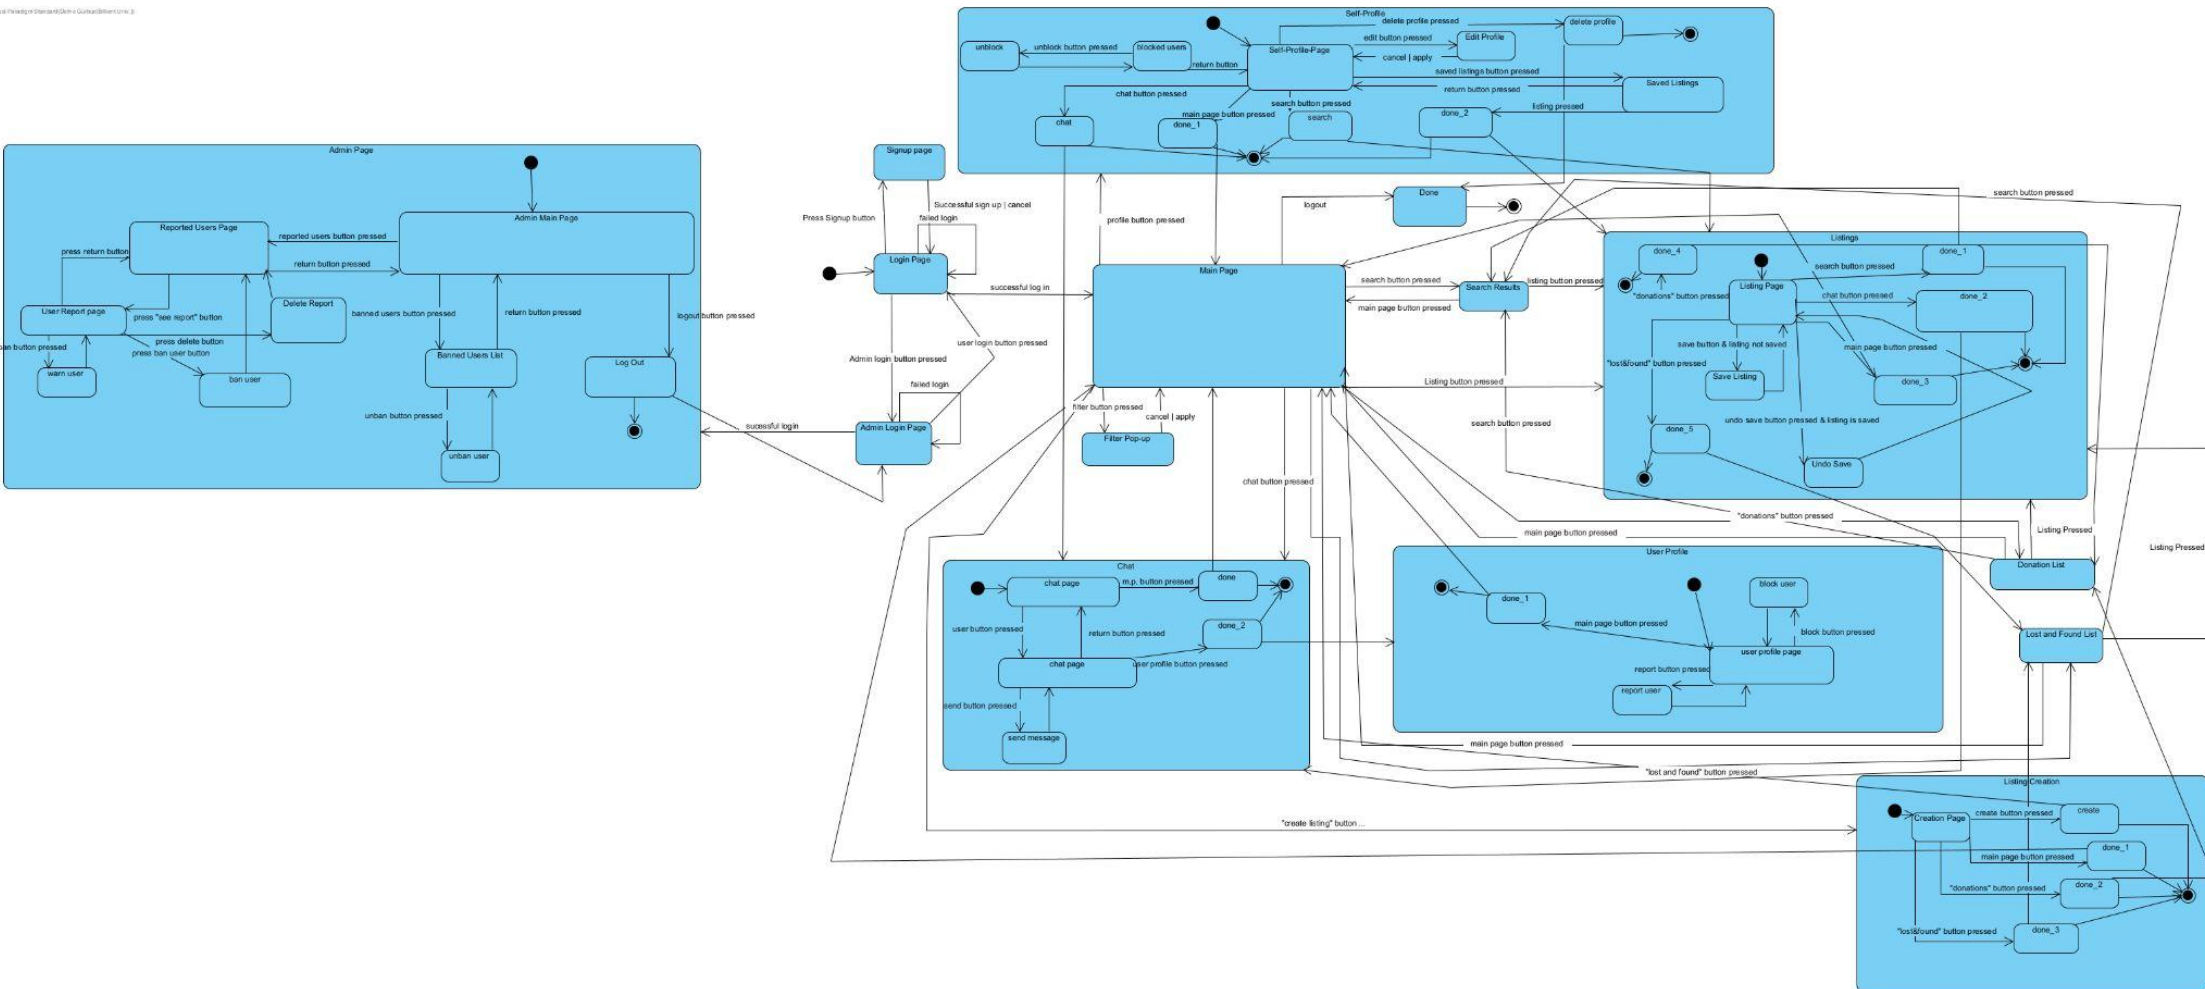 Self-Profile
delete profile pressed
delete profile
unblock
unblock button pressed
blocked users
return button
Self-Profile-Page
edit button pressed
Edit Profile
cancel | apply
saved listings button pressed
Saved Listings
return button pressed
chat button pressed
search button pressed
listing pressed
main page button pressed
chat
done_1
search
done_2
Admin Page
Admin Main Page
Reported Users Page
reported users button pressed
press return button
return button pressed
User Report page
press "see report" button
Delete Report
press delete button
press ban user button
warn user
ban user
banned users button pressed
return button pressed
logout button pressed
Banned Users List
Log Out
unban button pressed
unban user
Signup page
Press Signup button
Successful sign up | cancel
failed login
Login Page
successful log in
Admin login button pressed
user login button pressed
failed login
Admin Login Page
sucessful login
profile button pressed
logout
Done
Main Page
search button pressed
main page button pressed
Search Results
listing button pressed
search button pressed
Listing button pressed
search button pressed
filter button pressed
cancel | apply
Filter Pop-up
chat button pressed
Listings
done_4
"donations" button pressed
Listing Page
search button pressed
done_1
chat button pressed
done_2
save button & listing not saved
main page button pressed
"lost&found" button pressed
Save Listing
done_3
done_5
undo save button pressed & listing is saved
Undo Save
"donations" button pressed
main page button pressed
Listing Pressed
Listing Pressed
Donation List
Lost and Found List
Chat
chat page
m.p. button pressed
done
user button pressed
return button pressed
done_2
chat page
user profile button pressed
send button pressed
send message
User Profile
done_1
block user
main page button pressed
block button pressed
user profile page
report button pressed
report user
main page button pressed
"lost and found" button pressed
"create listing" button ...
Listing Creation
Creation Page
create button pressed
create
main page button pressed
done_1
"donations" button pressed
done_2
"lost&found" button pressed
done_3